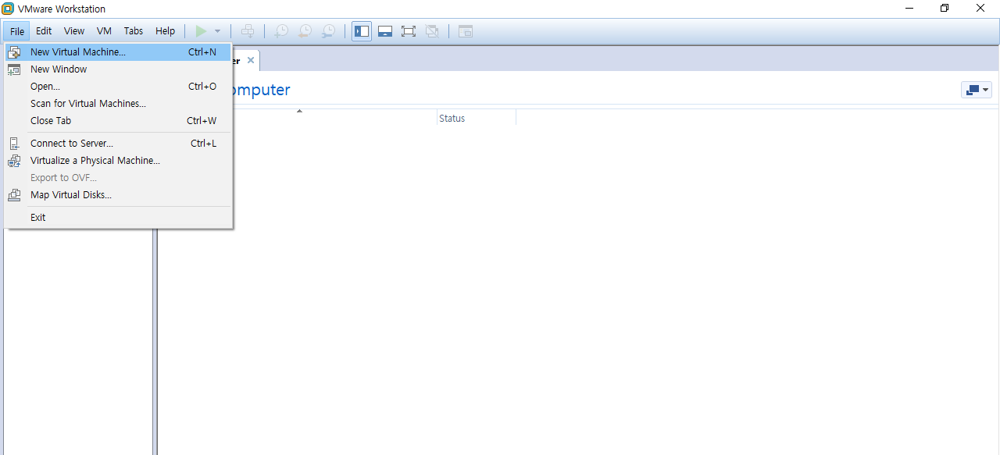 VMware Workstation
File Edit View VM Tabs Help
New Virtual Machine... Ctrl+N
New Window
Open... Ctrl+O
Scan for Virtual Machines...
Close Tab Ctrl+W
Connect to Server... Ctrl+L
Virtualize a Physical Machine...
Export to OVF...
Map Virtual Disks...
Exit
er
omputer
Status